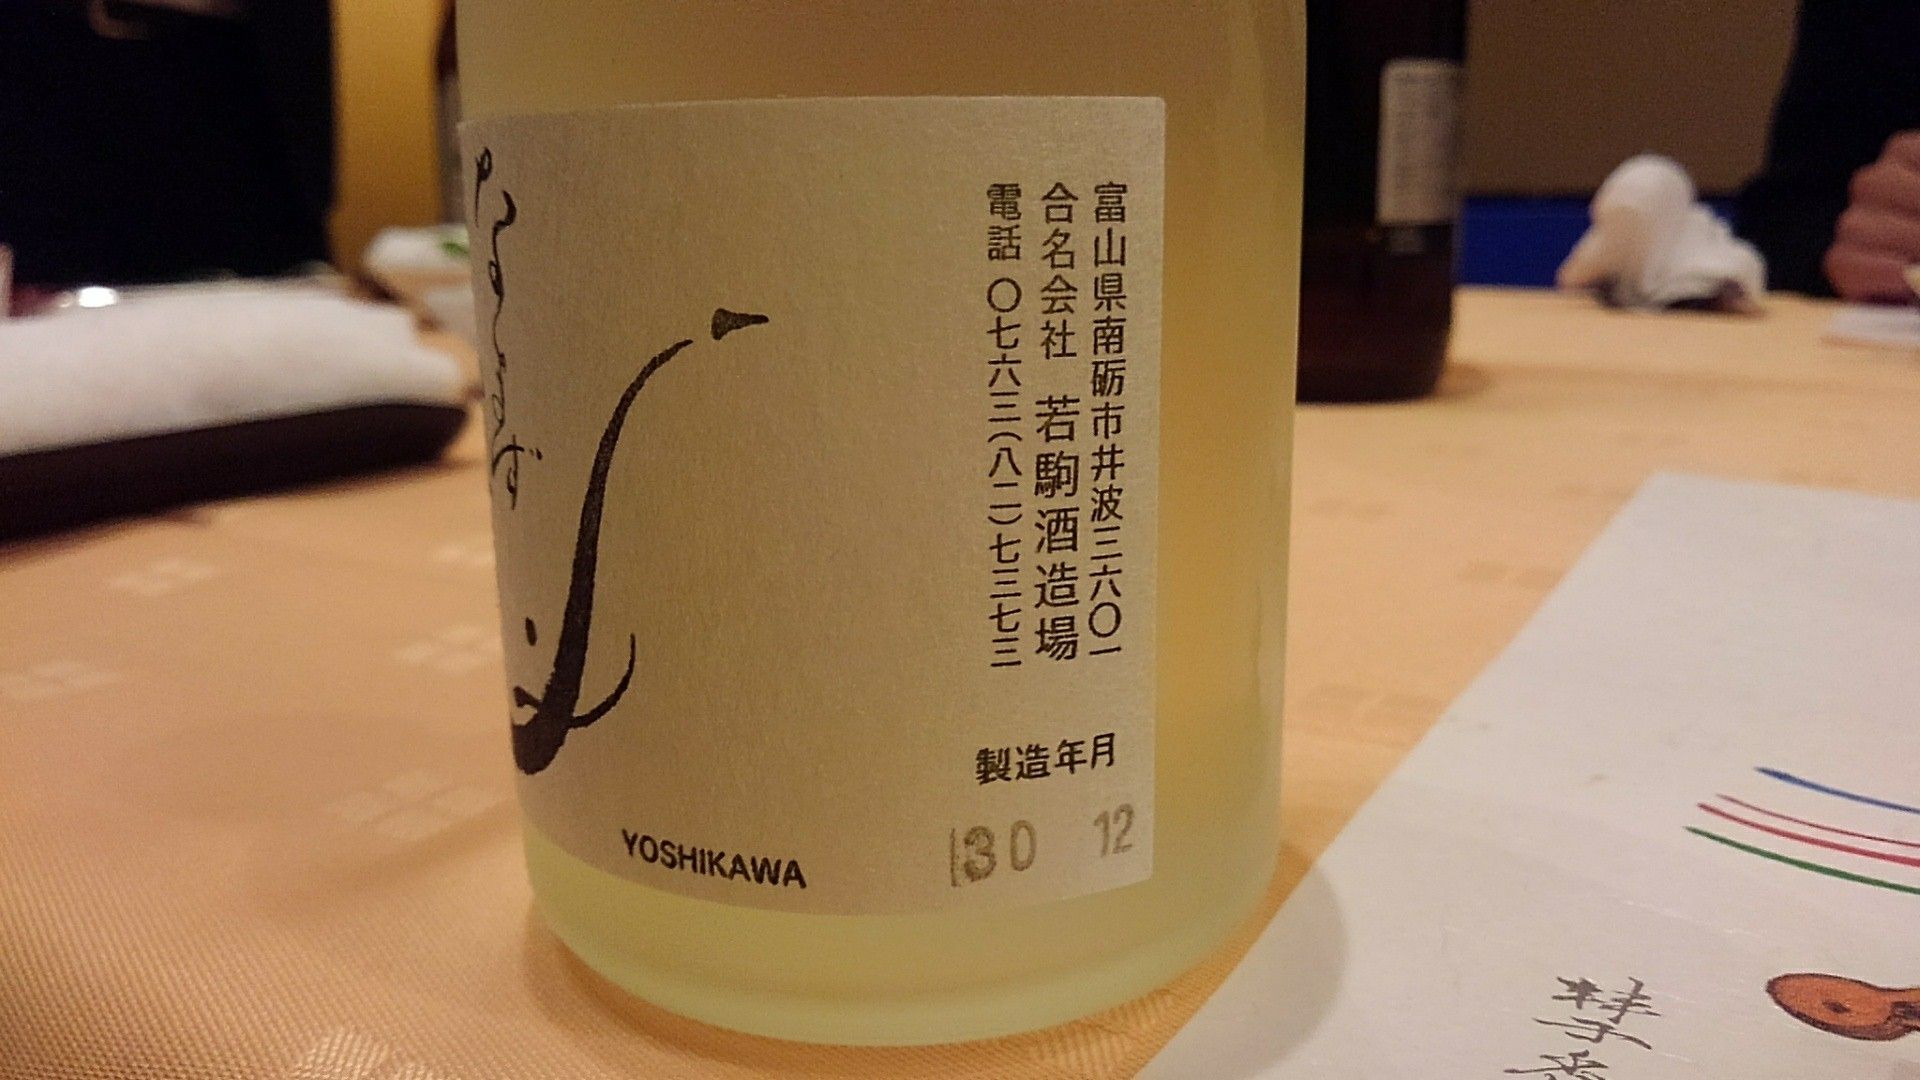 富山県南砺市井波三六〇一
合名会社 若駒酒造場
電話 〇七六三(八二)七三七三
製造年月
30 12
YOSHIKAWA